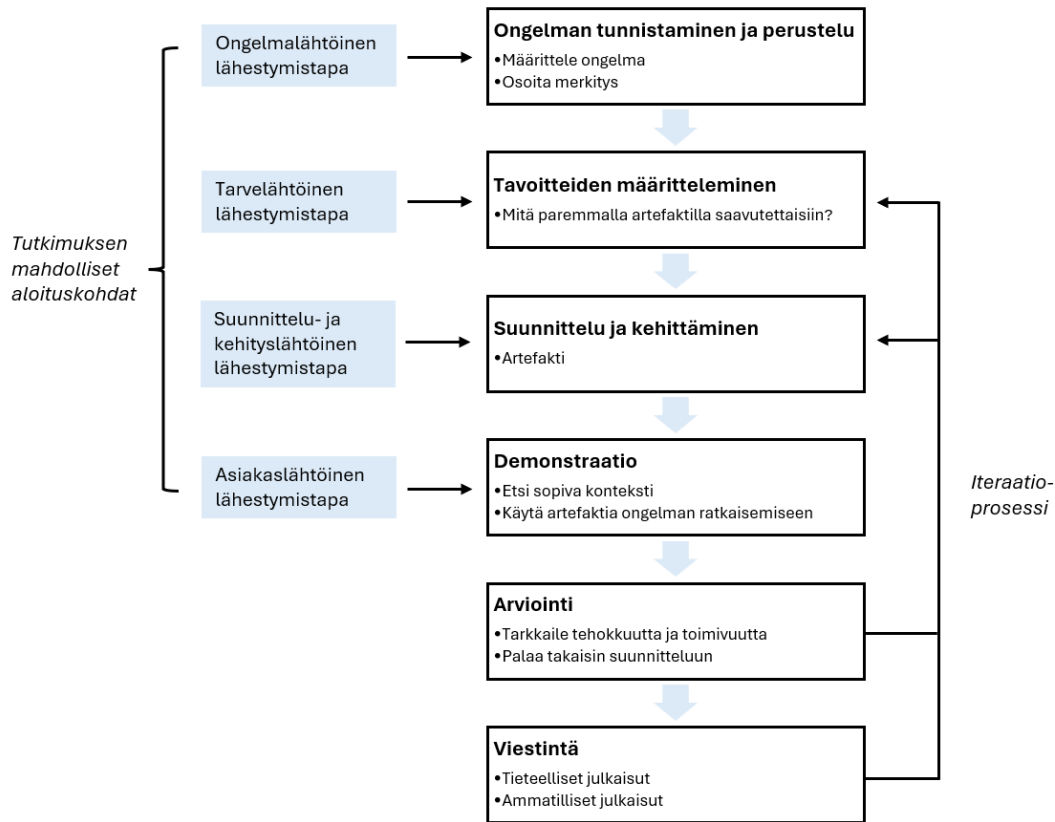 Ongelmalähtöinen
lähestymistapa
Ongelman tunnistaminen ja perustelu
•Määrittele ongelma
•Osoita merkitys
Tarvelähtöinen
lähestymistapa
Tavoitteiden määritteleminen
•Mitä paremmalla artefaktilla saavutettaisiin?
Tutkimuksen
mahdolliset
aloituskohdat
Suunnittelu- ja
kehityslähtöinen
lähestymistapa
Suunnittelu ja kehittäminen
•Artefakti
Asiakaslähtöinen
lähestymistapa
Demonstraatio
•Etsi sopiva konteksti
•Käytä artefaktia ongelman ratkaisemiseen
Iteraatio-
prosessi
Arviointi
•Tarkkaile tehokkuutta ja toimivuutta
•Palaa takaisin suunnitteluun
Viestintä
•Tieteelliset julkaisut
•Ammatilliset julkaisut